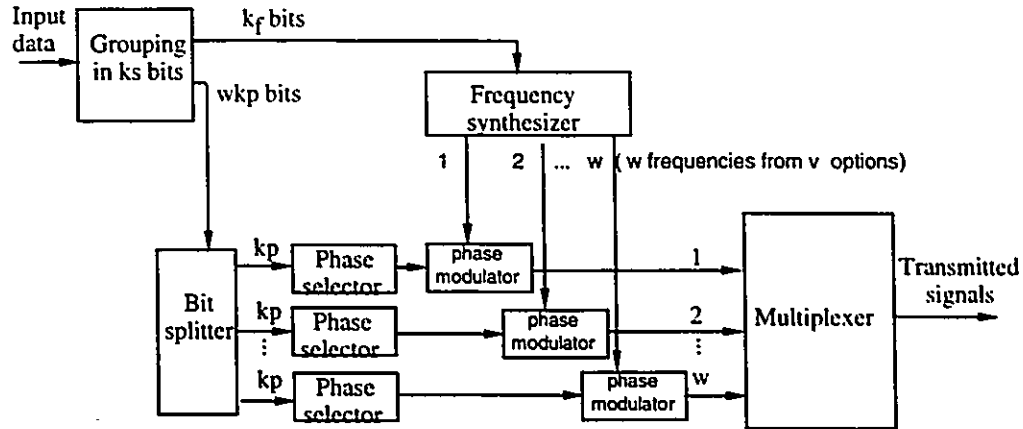 Input
data
Grouping
in ks bits
kf bits
wkp bits
Frequency
synthesizer
1 2 ... w ( w frequencies from v options)
Bit
splitter
kp
Phase
selector
phase
modulator
1
kp
Phase
selector
phase
modulator
2
⋮
⋮
kp
Phase
selector
phase
modulator
w
Multiplexer
Transmitted
signals